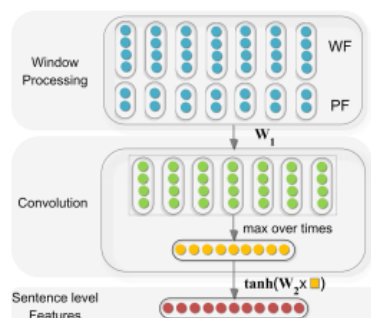 WF
Window
Processing
PF
W1
Convolution
max over times
tanh(W2x )
Sentence level
Features